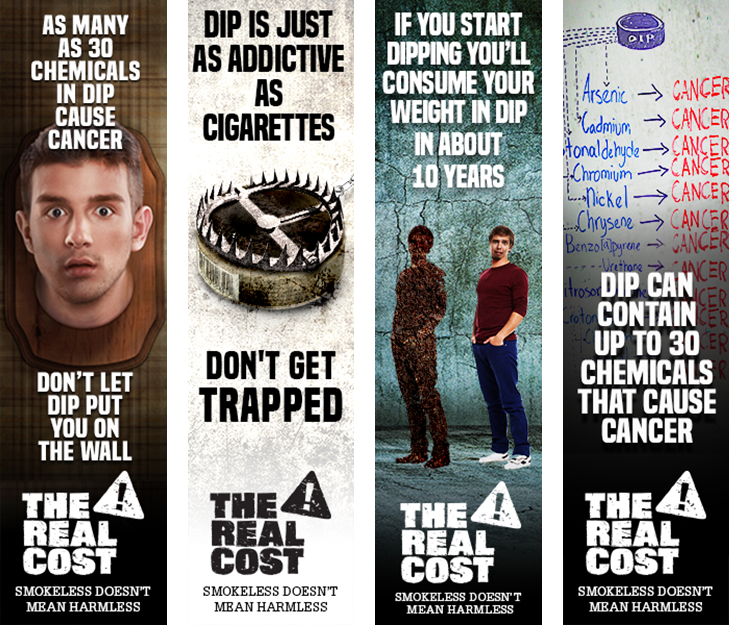 AS MANY
AS 30
CHEMICALS
IN DIP
CAUSE
CANCER
DON'T LET
DIP PUT
YOU ON
THE WALL
THE
REAL
COST
SMOKELESS DOESN'T
MEAN HARMLESS
DIP IS JUST
AS ADDICTIVE
AS
CIGARETTES
DON'T GET
TRAPPED
THE
REAL
COST
SMOKELESS DOESN'T
MEAN HARMLESS
IF YOU START
DIPPING YOU'LL
CONSUME YOUR
WEIGHT IN DIP
IN ABOUT
10 YEARS
THE
REAL
COST
SMOKELESS DOESN'T
MEAN HARMLESS
DIP
Arsenic → CANCER
Cadmium → CANCER
tonaldehyde → CANCER
Chromium → CANCER
Nickel → CANCER
Chrysene → CANCER
Benzo[a]pyrene → CANCER
Urethane CANCER
DIP CAN
CONTAIN
UP TO 30
CHEMICALS
THAT CAUSE
CANCER
THE
REAL
COST
SMOKELESS DOESN'T
MEAN HARMLESS